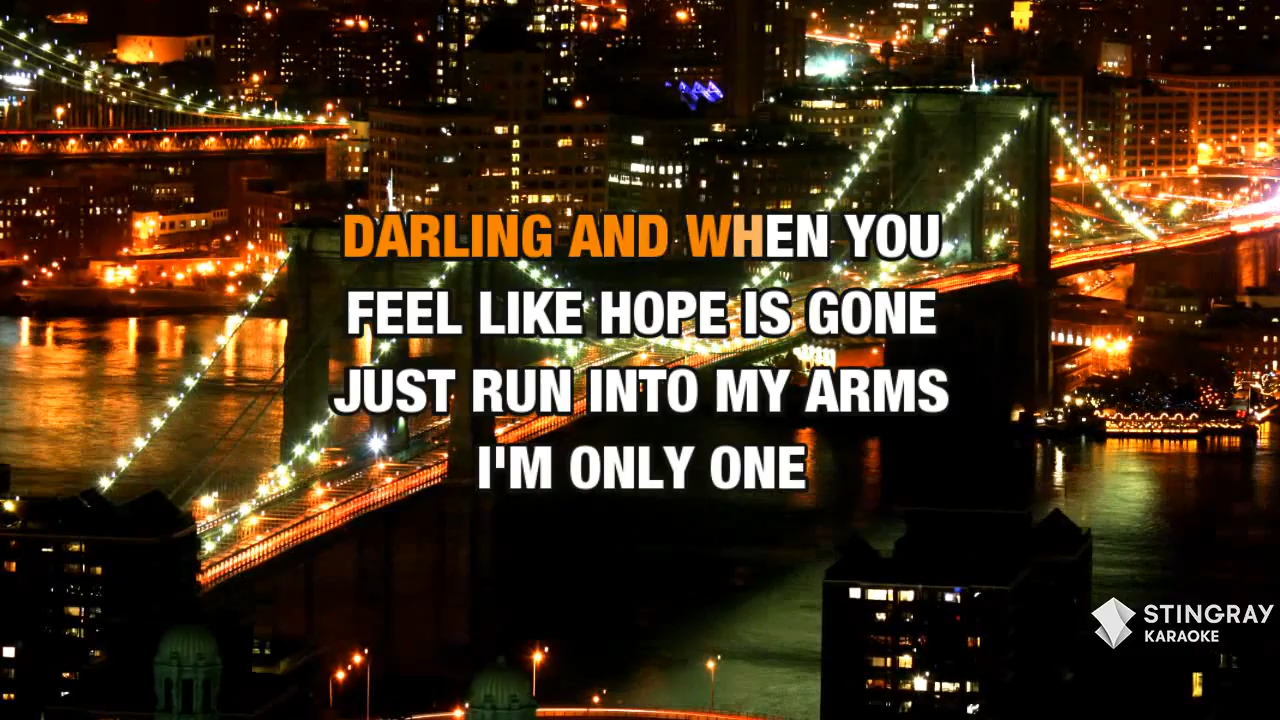 DARLING AND WHEN YOU
FEEL LIKE HOPE IS GONE
JUST RUN INTO MY ARMS
I'M ONLY ONE
STINGRAY
KARAOKE